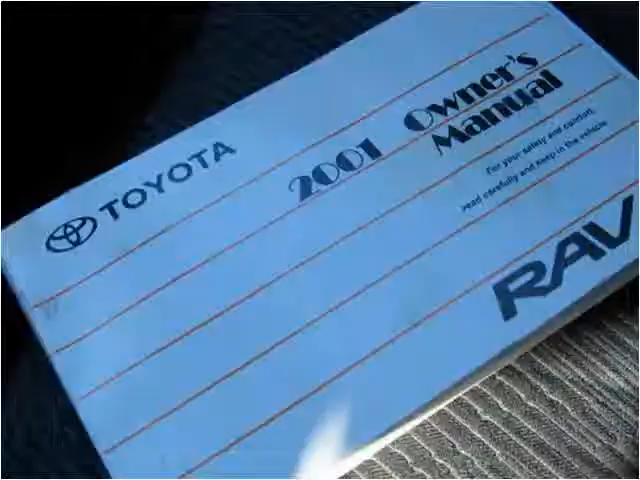 TOYOTA
2001 Owner's
Manual
For your safety and comfort,
read carefully and keep in the vehicle.
RAV